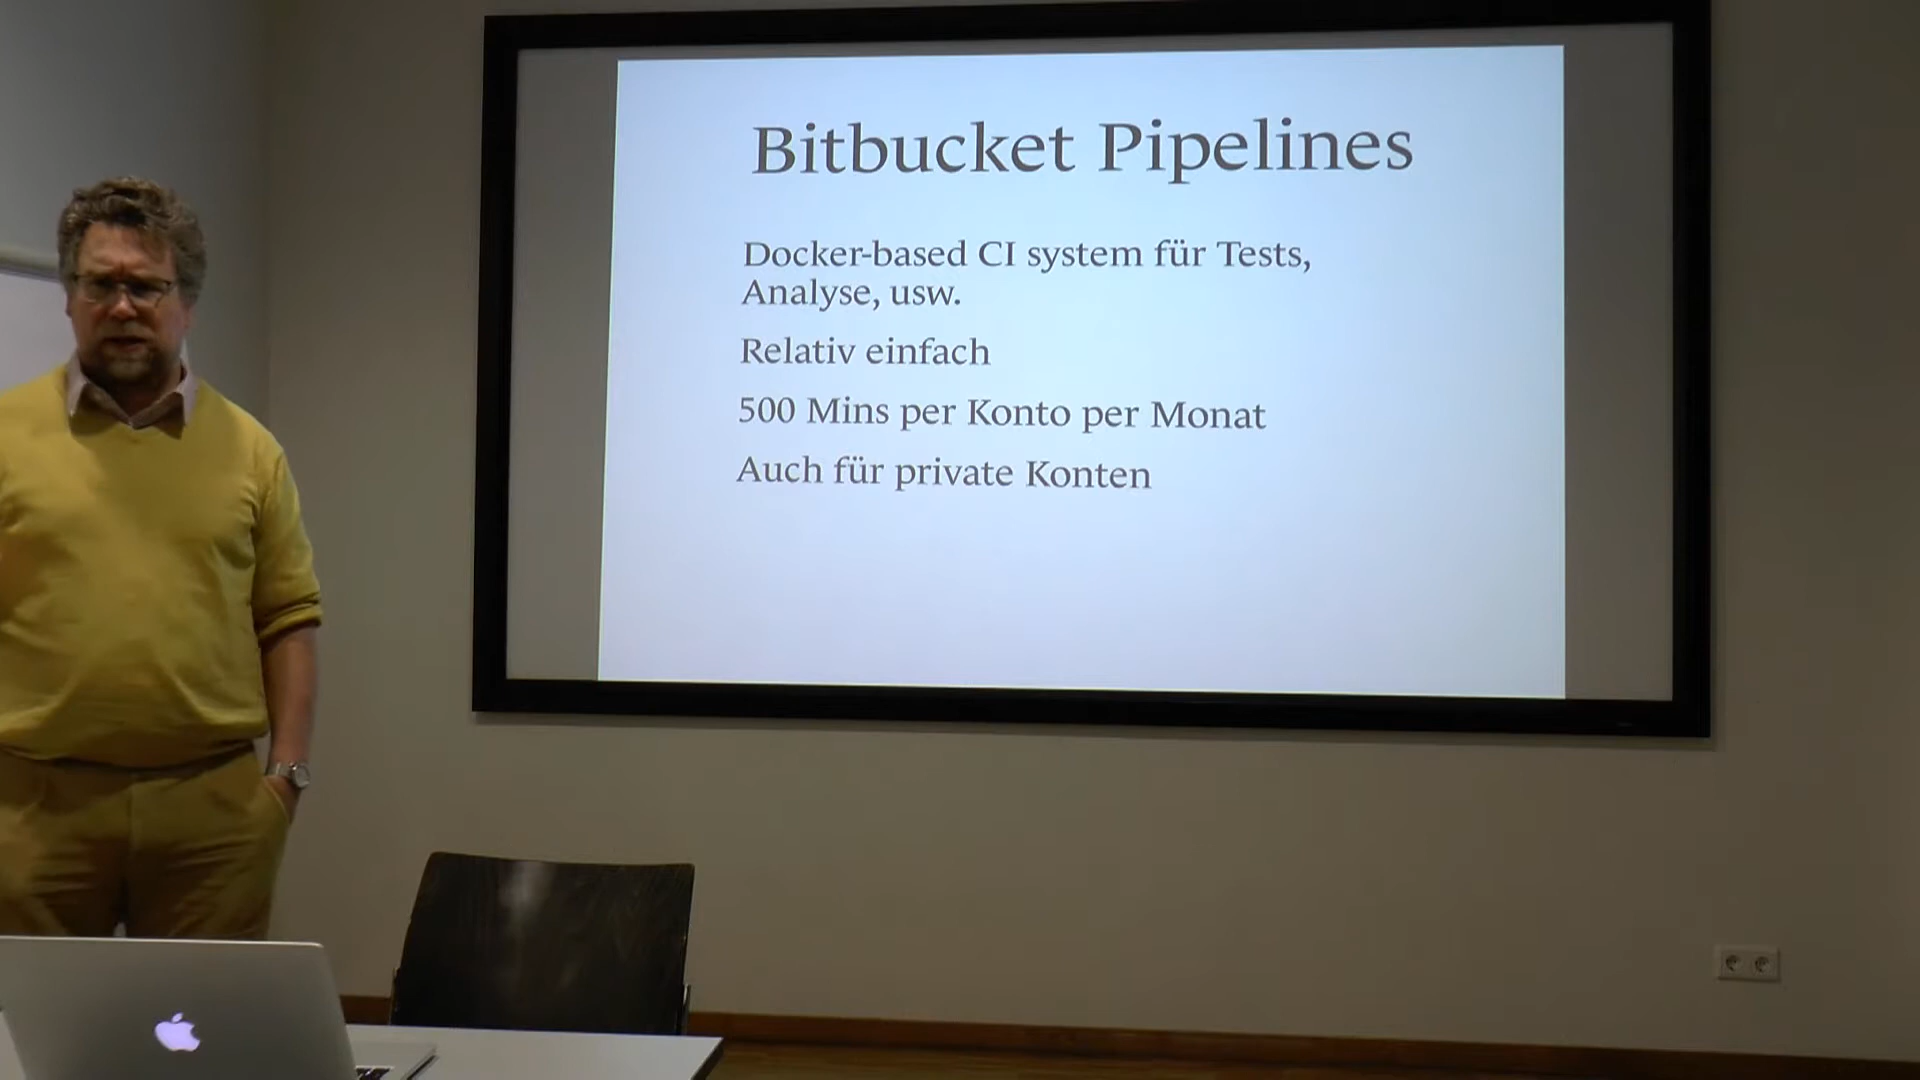 Bitbucket Pipelines
Docker-based CI system für Tests,
Analyse, usw.
Relativ einfach
500 Mins per Konto per Monat
Auch für private Konten